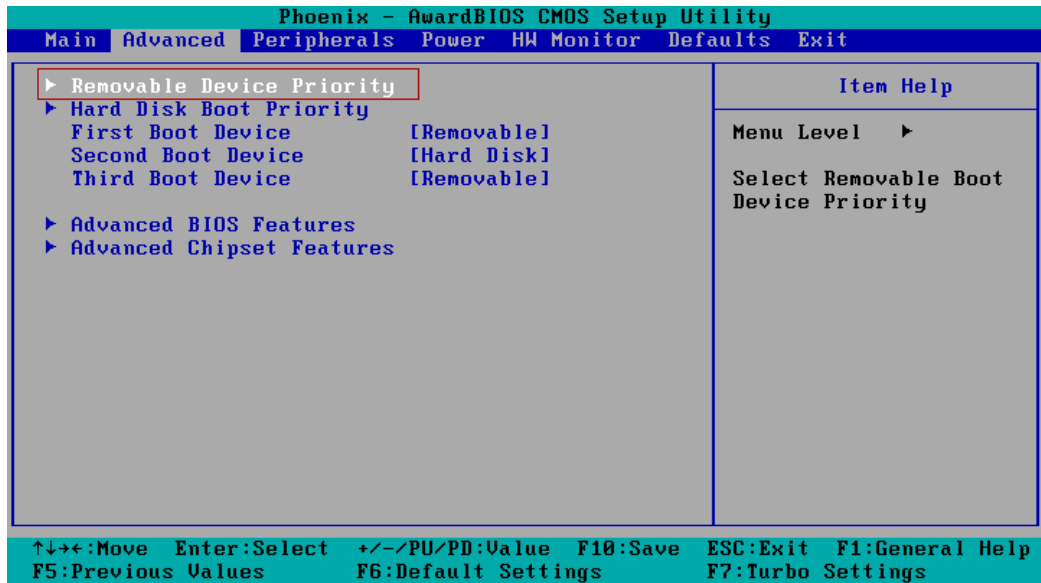 Phoenix - AwardBIOS CMOS Setup Utility
Main Advanced Peripherals Power HW Monitor Defaults Exit
▶ Removable Device Priority
▶ Hard Disk Boot Priority
First Boot Device [Removable]
Second Boot Device [Hard Disk]
Third Boot Device [Removable]
▶ Advanced BIOS Features
▶ Advanced Chipset Features
Item Help
Menu Level ▶
Select Removable Boot
Device Priority
↑↓→←:Move Enter:Select +/-/PU/PD:Value F10:Save ESC:Exit F1:General Help
F5:Previous Values F6:Default Settings F7:Turbo Settings